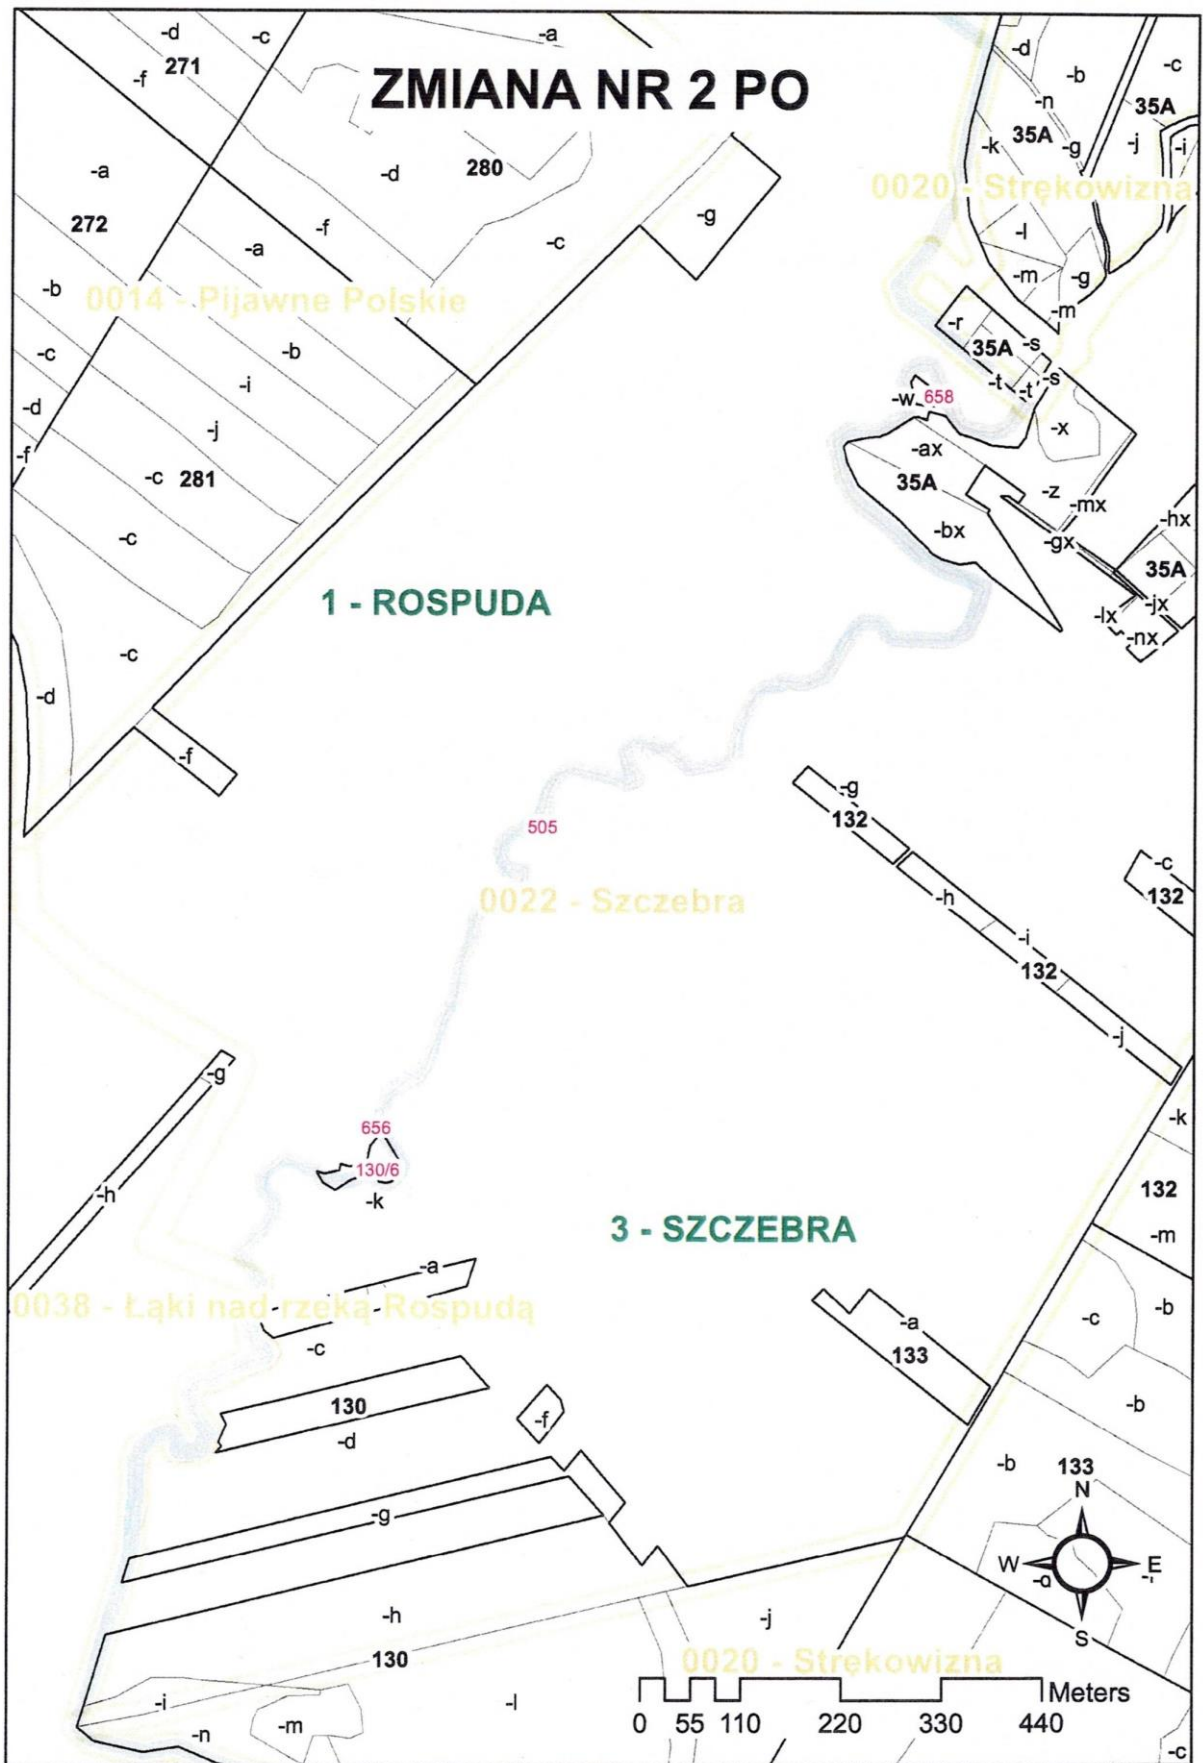 -d
-c
-a
271
-f
ZMIANA NR 2 PO
-d
-b
-c
-n
35A
35A
-k
-g
-j
-i
-a
-d
280
0020 - Strękowizna
272
-f
-g
-a
-c
-l
-b
0014 - Pijawne Polskie
-m
-g
-m
-r
-c
-b
35A
-s
-i
-t
-t
-s
-d
-w
658
-j
-x
-f
-c
281
-ax
35A
-z
-mx
-c
-bx
-gx
-hx
35A
1 - ROSPUDA
-jx
-lx
-nx
-c
-d
-f
-g
132
505
-c
132
0022 - Szczebra
-h
-i
132
-j
-g
-k
656
130/6
-h
-k
132
3 - SZCZEBRA
-m
-a
0038 - Łąki nad rzeką Rospudą
-b
-c
-a
-c
133
130
-b
-f
-d
-b
133
N
-g
W
E
-a
-h
S
-j
130
0020 - Strękowizna
-i
-m
-l
-n
Meters
0 55 110 220 330 440
-c